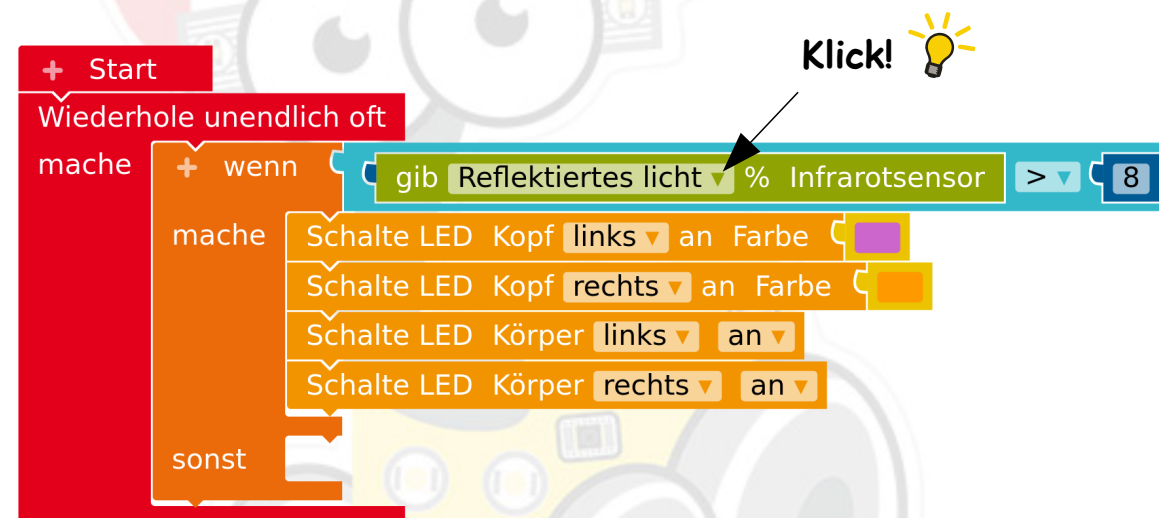 Klick!
+ Start
Wiederhole unendlich oft
mache + wenn gib Reflektiertes licht ▾ % Infrarotsensor > ▾ 8
mache Schalte LED Kopf links ▾ an Farbe
Schalte LED Kopf rechts ▾ an Farbe
Schalte LED Körper links ▾ an ▾
Schalte LED Körper rechts ▾ an ▾
sonst